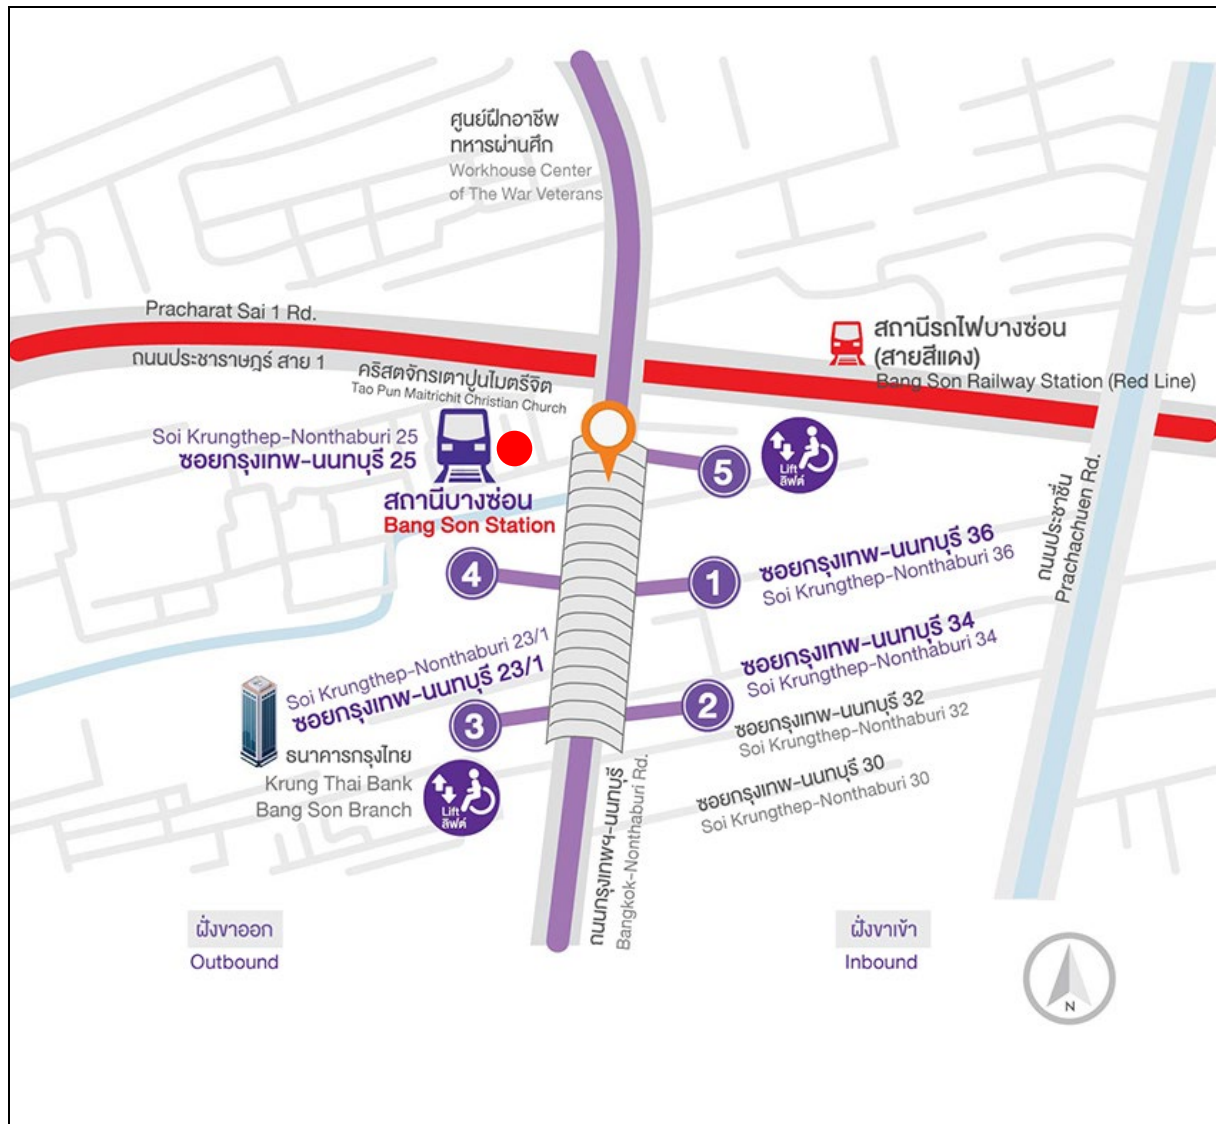 ศูนย์ฝึกอาชีพ
ทหารผ่านศึก
Workhouse Center
of The War Veterans
Pracharat Sai 1 Rd.
ถนนประชาราษฎร์ สาย 1
สถานีรถไฟบางซ่อน
(สายสีแดง)
Bang Son Railway Station (Red Line)
คริสตจักรเตาปูนไมตรีจิต
Tao Pun Maitrichit Christian Church
Soi Krungthep-Nonthaburi 25
ซอยกรุงเทพ-นนทบุรี 25
สถานีบางซ่อน
Bang Son Station
5
Lift
ลิฟต์
ถนนประชาชื่น
Prachachuen Rd.
4
1
ซอยกรุงเทพ-นนทบุรี 36
Soi Krungthep-Nonthaburi 36
Soi Krungthep-Nonthaburi 23/1
ซอยกรุงเทพ-นนทบุรี 23/1
3
2
ซอยกรุงเทพ-นนทบุรี 34
Soi Krungthep-Nonthaburi 34
ซอยกรุงเทพ-นนทบุรี 32
Soi Krungthep-Nonthaburi 32
ธนาคารกรุงไทย
Krung Thai Bank
Bang Son Branch
Lift
ลิฟต์
ซอยกรุงเทพ-นนทบุรี 30
Soi Krungthep-Nonthaburi 30
ถนนกรุงเทพฯ-นนทบุรี
Bangkok-Nonthaburi Rd.
ฝั่งขาออก
Outbound
ฝั่งขาเข้า
Inbound
N